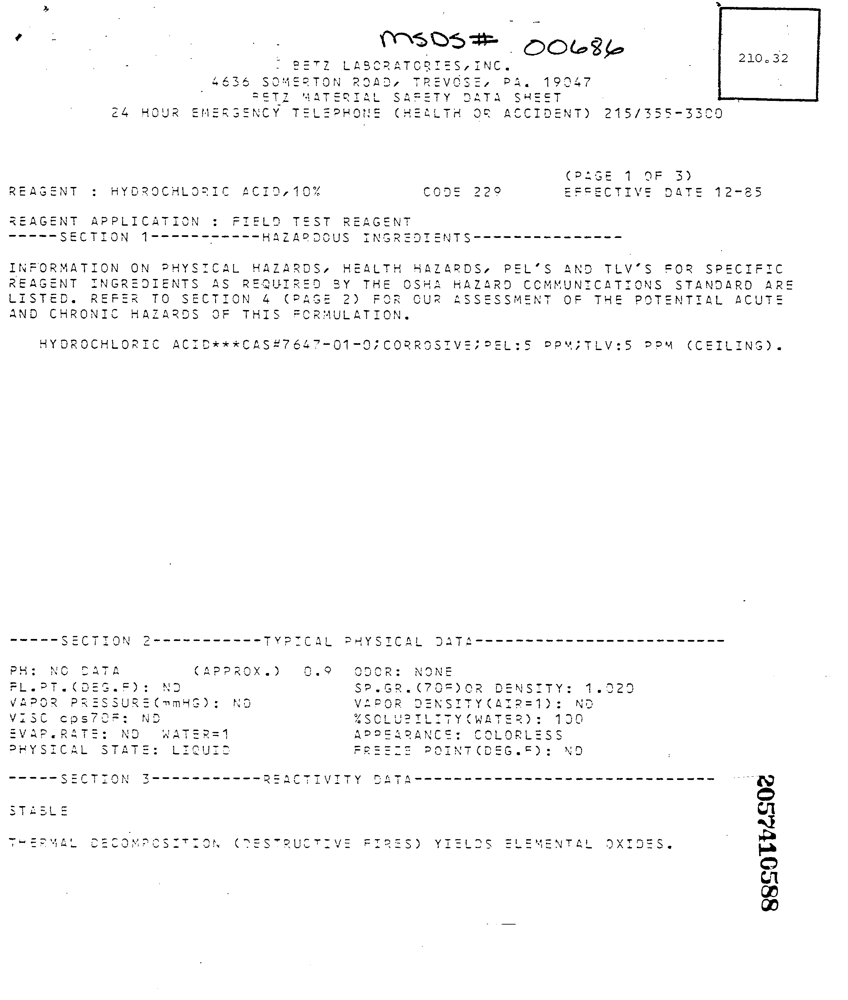 MSDS# 00686
210.32
BETZ LABORATORIES,INC.
4636 SOMERTON ROAD, TREVOSE, PA. 19047
BETZ MATERIAL SAFETY DATA SHEET
24 HOUR EMERGENCY TELEPHONE (HEALTH OR ACCIDENT) 215/355-3300
(PAGE 1 OF 3)
REAGENT : HYDROCHLORIC ACID,10% CODE 229 EFFECTIVE DATE 12-85
REAGENT APPLICATION : FIELD TEST REAGENT
-----SECTION 1-----------HAZARDOUS INGREDIENTS---------------
INFORMATION ON PHYSICAL HAZARDS, HEALTH HAZARDS, PEL'S AND TLV'S FOR SPECIFIC
REAGENT INGREDIENTS AS REQUIRED BY THE OSHA HAZARD COMMUNICATIONS STANDARD ARE
LISTED. REFER TO SECTION 4 (PAGE 2) FOR OUR ASSESSMENT OF THE POTENTIAL ACUTE
AND CHRONIC HAZARDS OF THIS FORMULATION.
HYDROCHLORIC ACID***CAS#7647-01-0;CORROSIVE;PEL:5 PPM;TLV:5 PPM (CEILING).
-----SECTION 2-----------TYPICAL PHYSICAL DATA-------------------------
PH: NO DATA (APPROX.) 0.9 ODOR: NONE
FL.PT.(DEG.F): ND SP.GR.(70F)OR DENSITY: 1.020
VAPOR PRESSURE(mmHG): ND VAPOR DENSITY(AIR=1): ND
VISC cps70F: ND %SOLUBILITY(WATER): 100
EVAP.RATE: ND WATER=1 APPEARANCE: COLORLESS
PHYSICAL STATE: LIQUID FREEZE POINT(DEG.F): ND
-----SECTION 3-----------REACTIVITY DATA------------------------------
STABLE
THERMAL DECOMPOSITION (DESTRUCTIVE FIRES) YIELDS ELEMENTAL OXIDES.
2057410588